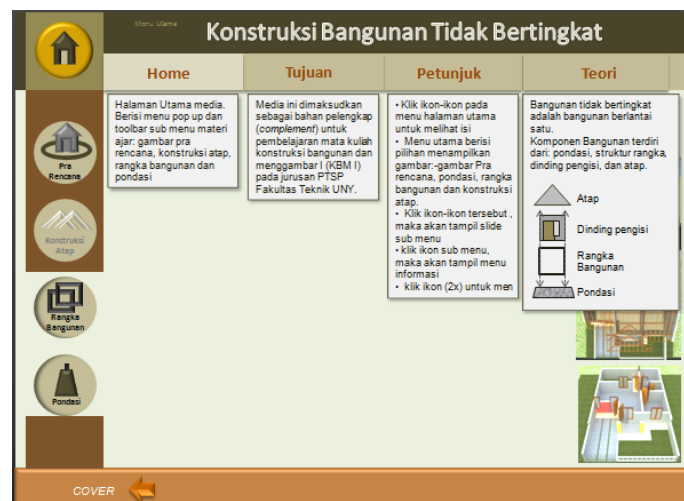 Menu Utama
Konstruksi Bangunan Tidak Bertingkat
Home
Tujuan
Petunjuk
Teori
Halaman Utama media.
Berisi menu pop up dan
toolbar sub menu materi
ajar: gambar pra
rencana, konstruksi atap,
rangka bangunan dan
pondasi
Media ini dimaksudkan
sebagai bahan pelengkap
(complement) untuk
pembelajaran mata kuliah
konstruksi bangunan dan
menggambar I (KBM I)
pada jurusan PTSP
Fakultas Teknik UNY.
• Klik ikon-ikon pada
menu halaman utama
untuk melihat isi
• Menu utama berisi
pilihan menampilkan
gambar:-gambar Pra
rencana, pondasi, rangka
bangunan dan konstruksi
atap.
• Klik ikon-ikon tersebut ,
maka akan tampil slide
sub menu
• klik ikon sub menu,
maka akan tampil menu
informasi
• klik ikon (2x) untuk men
Bangunan tidak bertingkat
adalah bangunan berlantai
satu.
Komponen Bangunan terdiri
dari: pondasi, struktur rangka,
dinding pengisi, dan atap.
Atap
Dinding pengisi
Rangka
Bangunan
Pondasi
Pra
Rencana
Konstruksi
Atap
Rangka
Bangunan
Pondasi
COVER